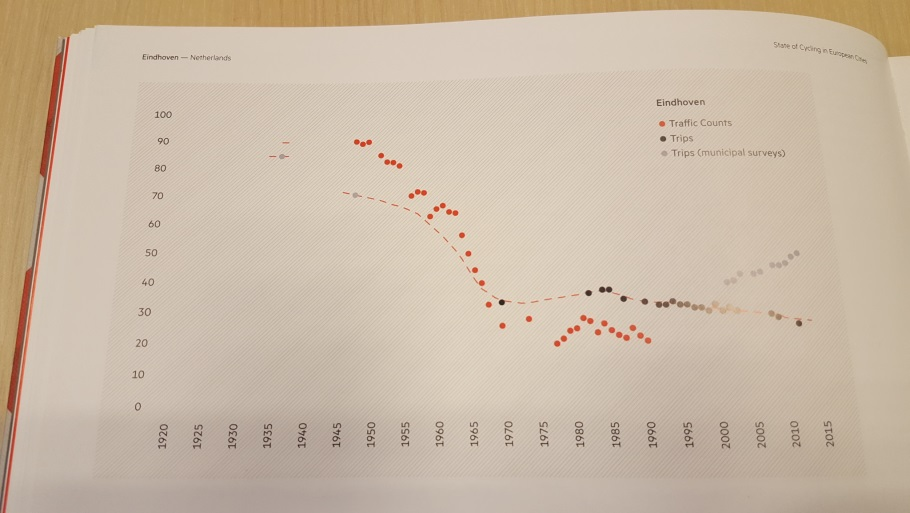 Eindhoven — Netherlands
State of Cycling in European Cities
Eindhoven
Traffic Counts
Trips
Trips (municipal surveys)
100
90
80
70
60
50
40
30
20
10
0
1920 1925 1930 1935 1940 1945 1950 1955 1960 1965 1970 1975 1980 1985 1990 1995 2000 2005 2010 2015